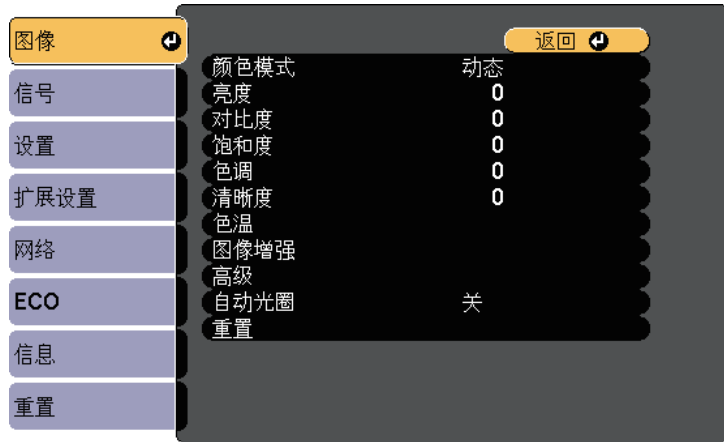 图像
信号
设置
扩展设置
网络
ECO
信息
重置
返回
颜色模式 动态
亮度 0
对比度 0
饱和度 0
色调 0
清晰度 0
色温
图像增强
高级
自动光圈 关
重置